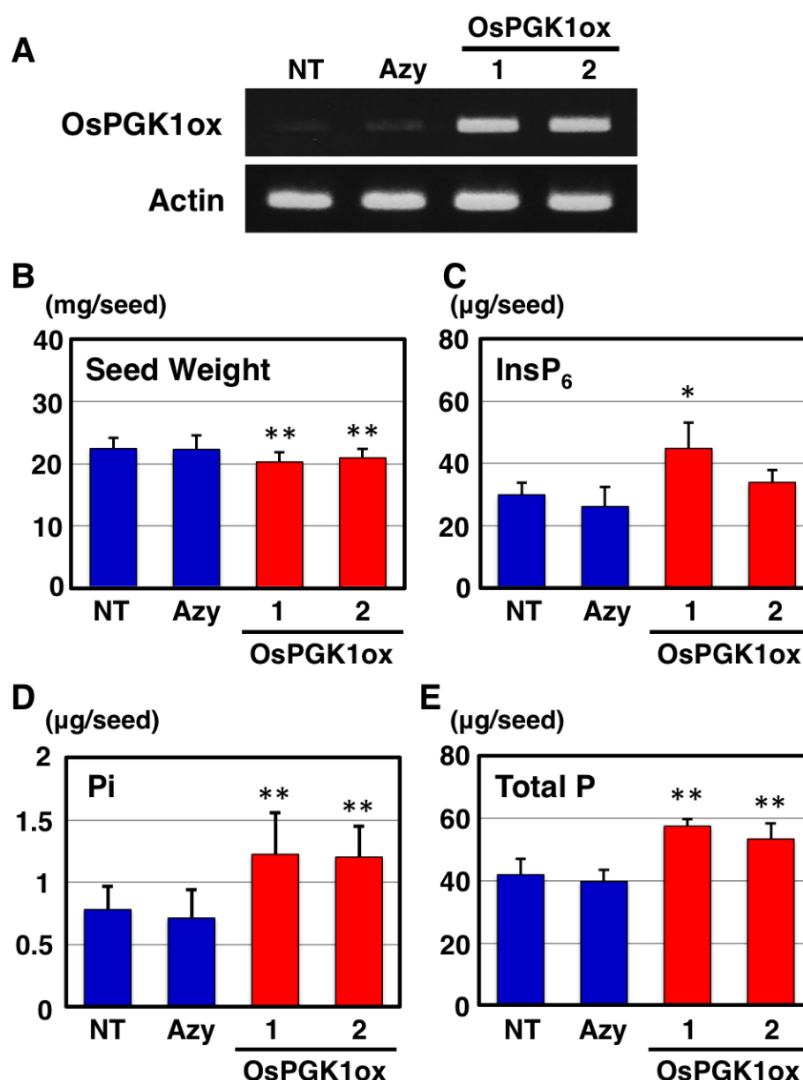 A
OsPGK1ox
NT Azy 1 2
OsPGK1ox
Actin
B
(mg/seed)
40
30
20
10
0
Seed Weight
** **
NT Azy 1 2
OsPGK1ox
C
(µg/seed)
80
60
40
20
0
InsP6
*
NT Azy 1 2
OsPGK1ox
D
(µg/seed)
2
1.5
1
0.5
0
Pi
** **
NT Azy 1 2
OsPGK1ox
E
(µg/seed)
80
60
40
20
0
Total P
** **
NT Azy 1 2
OsPGK1ox